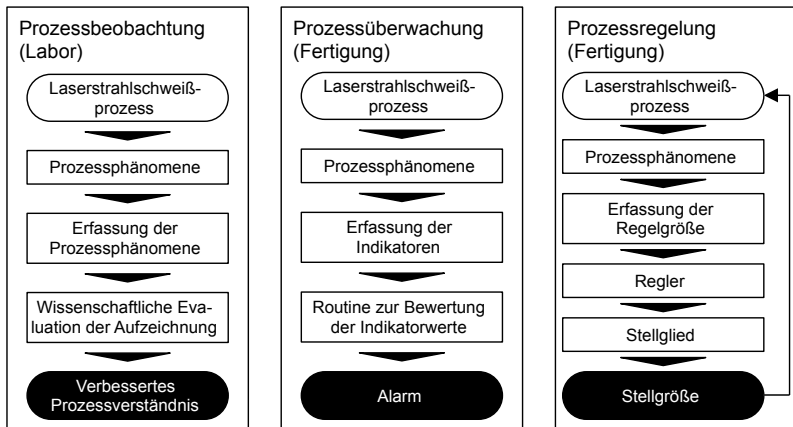 Prozessbeobachtung
(Labor)
Laserstrahlschweiß-
prozess
Prozessphänomene
Erfassung der
Prozessphänomene
Wissenschaftliche Eva-
luation der Aufzeichnung
Verbessertes
Prozessverständnis
Prozessüberwachung
(Fertigung)
Laserstrahlschweiß-
prozess
Prozessphänomene
Erfassung der
Indikatoren
Routine zur Bewertung
der Indikatorwerte
Alarm
Prozessregelung
(Fertigung)
Laserstrahlschweiß-
prozess
Prozessphänomene
Erfassung der
Regelgröße
Regler
Stellglied
Stellgröße